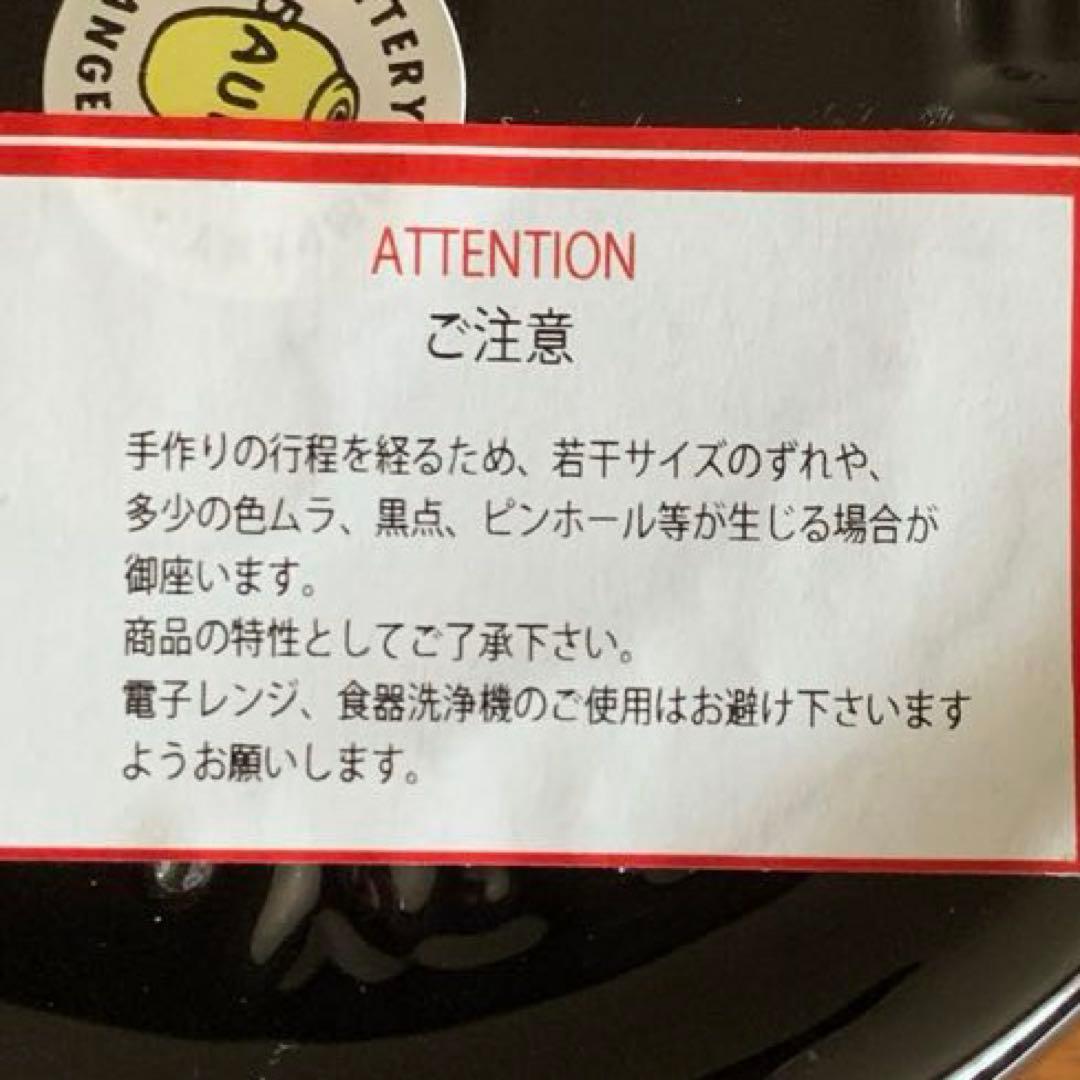 ATTENTION
ご注意
手作りの行程を経るため、若干サイズのずれや、
多少の色ムラ、黒点、ピンホール等が生じる場合が
御座います。
商品の特性としてご了承下さい。
電子レンジ、食器洗浄機のご使用はお避け下さいます
ようお願いします。